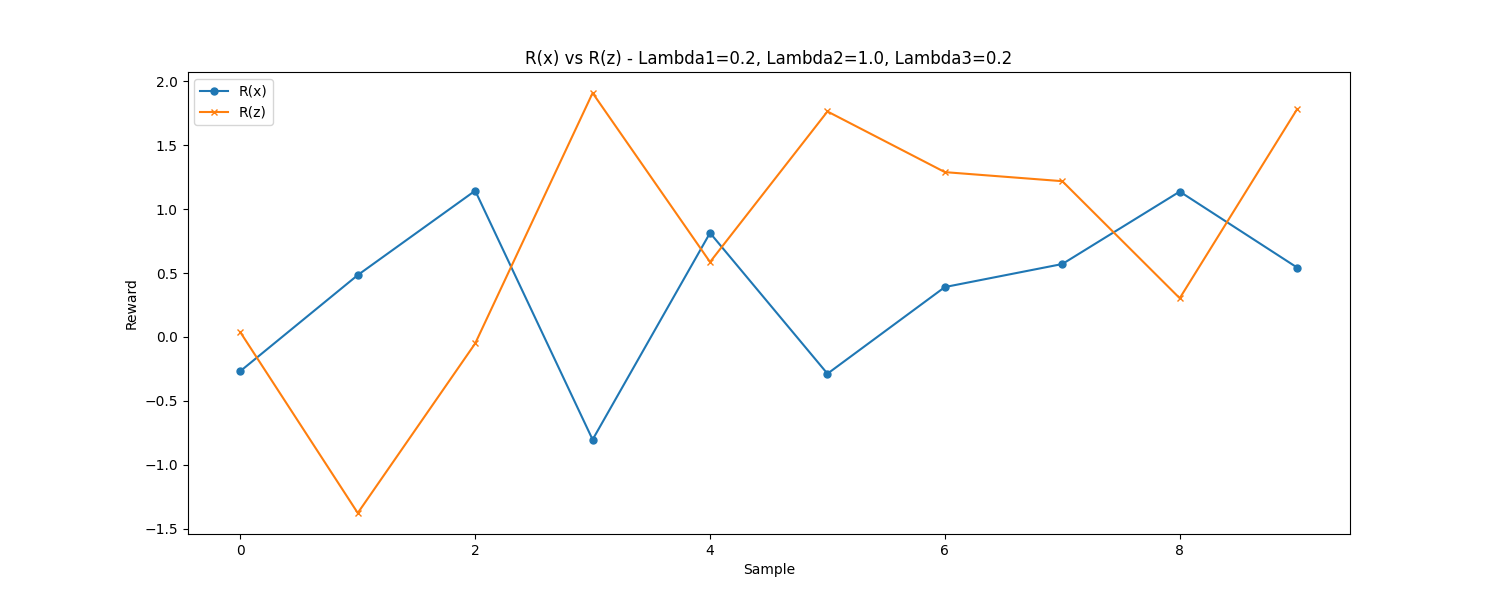 R(x) vs R(z) - Lambda1=0.2, Lambda2=1.0, Lambda3=0.2
R(x)
R(z)
2.0
1.5
1.0
0.5
0.0
−0.5
−1.0
−1.5
Reward
0 2 4 6 8
Sample